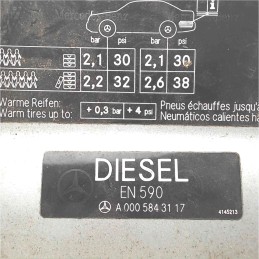 bar psi bar psi
2,1 30 2,1 30
2,2 32 2,6 38
Warme Reifen: Pneus échauffes jusqu'
Warm tires up to: + 0,3 bar + 4 psi Neumáticos calientes ha
DIESEL
EN 590
A 000 584 31 17
4145213